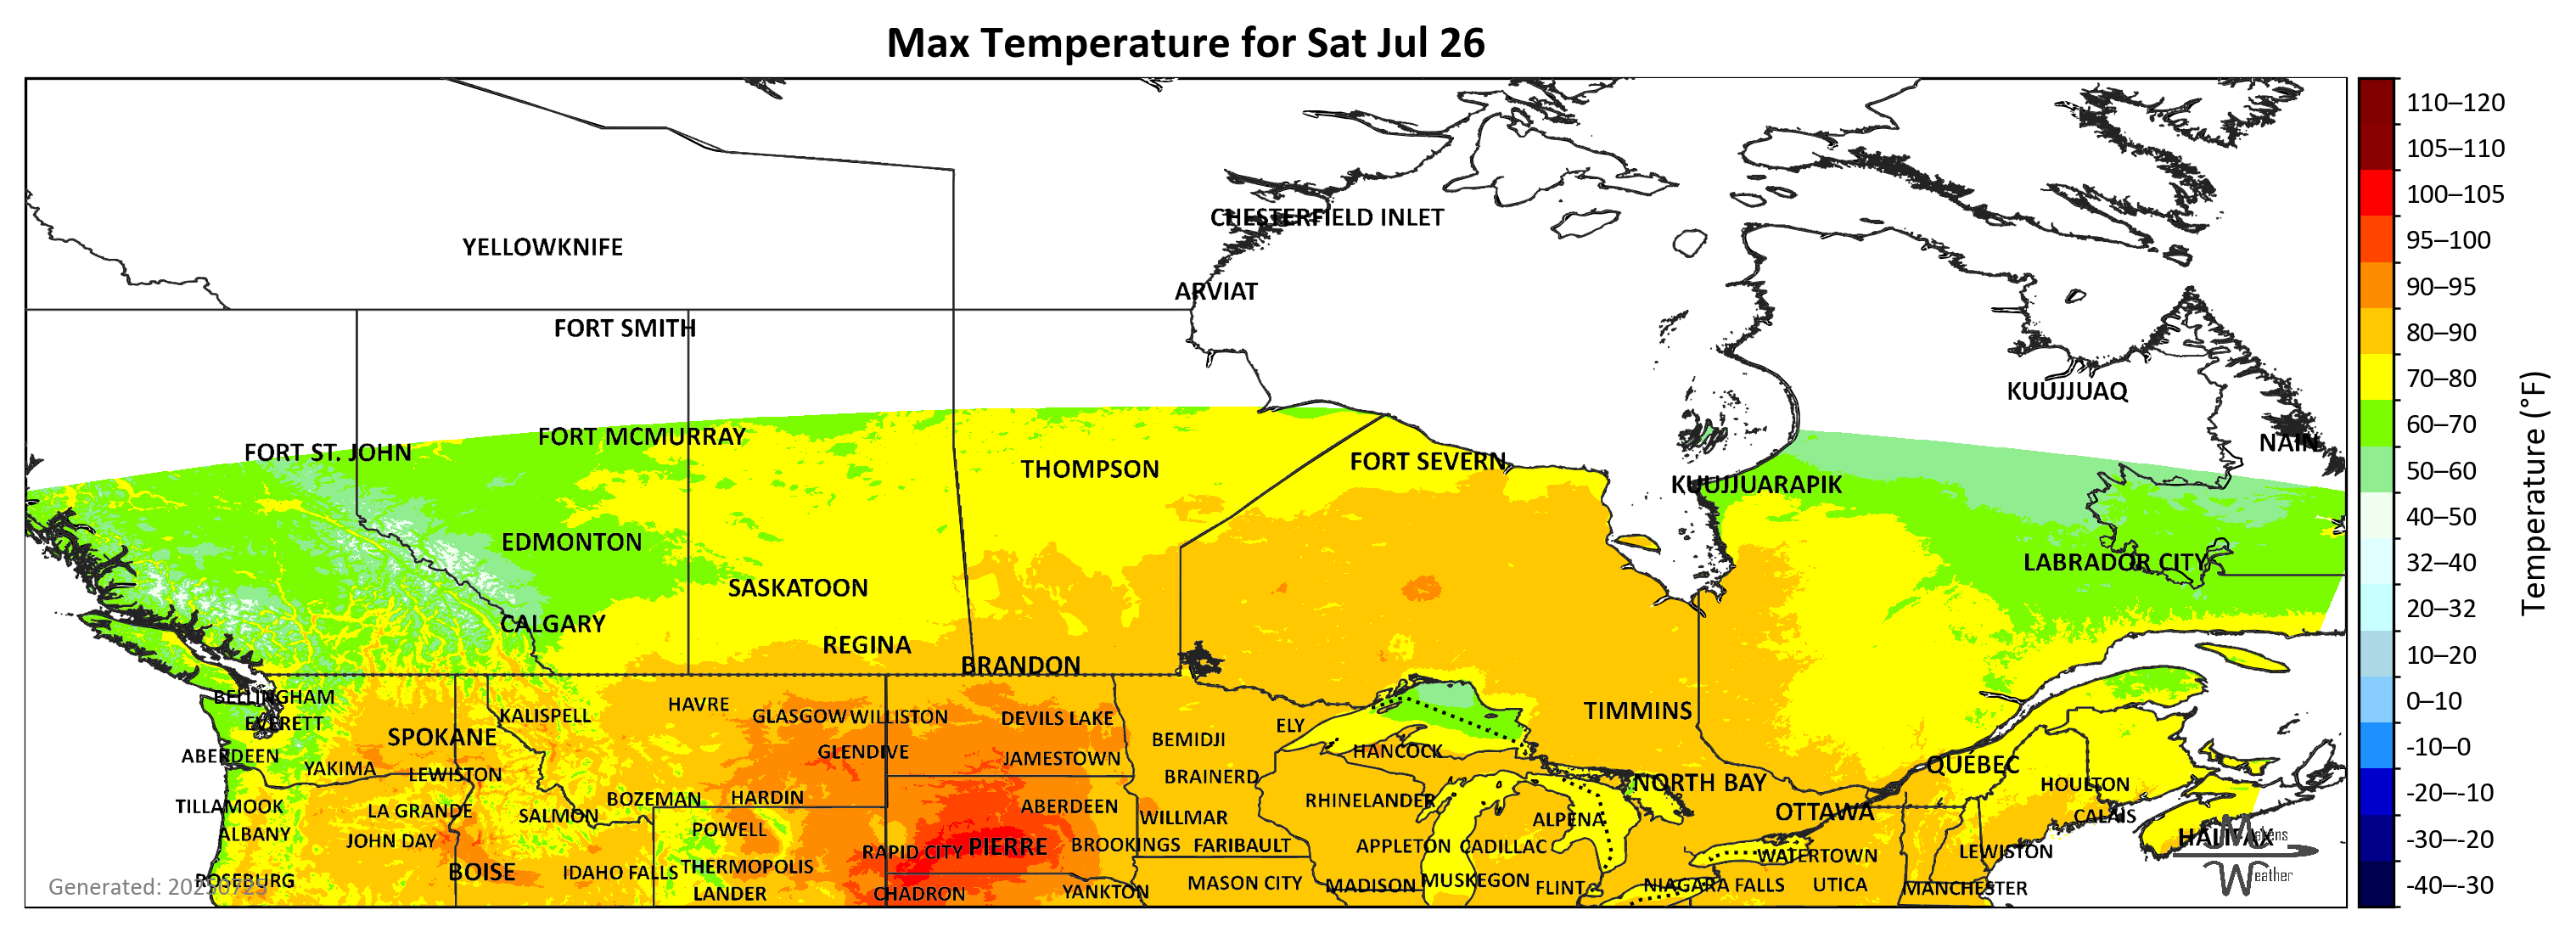 Max Temperature for Sat Jul 26
110–120
105–110
CHESTERFIELD INLET
100–105
YELLOWKNIFE
95–100
ARVIAT
90–95
FORT SMITH
80–90
KUUJJUAQ
70–80
FORT MCMURRAY
60–70
FORT ST. JOHN
NAIN
THOMPSON
FORT SEVERN
50–60
KUUJJUARAPIK
40–50
EDMONTON
LABRADOR CITY
32–40
SASKATOON
20–32
CALGARY
REGINA
10–20
BRANDON
BELLINGHAM
HAVRE
0–10
KALISPELL
GLASGOW WILLISTON
DEVILS LAKE
TIMMINS
EVERETT
ELY
SPOKANE
BEMIDJI
-10–0
ABERDEEN
GLENDIVE
JAMESTOWN
HANCOCK
QUEBEC
YAKIMA
LEWISTON
BRAINERD
NORTH BAY
HOULTON
-20–-10
BOZEMAN
HARDIN
RHINELANDER
TILLAMOOK
LA GRANDE
SALMON
ABERDEEN
WILLMAR
ALPENA
OTTAWA
CALAIS
ALBANY
JOHN DAY
POWELL
HALIFAX
-30–-20
RAPID CITY
PIERRE
BROOKINGS
FARIBAULT
APPLETON
CADILLAC
WATERTOWN
LEWISTON
BOISE
IDAHO FALLS
THERMOPOLIS
ROSEBURG
MASON CITY
MADISON
MUSKEGON
FLINT
NIAGARA FALLS
UTICA
MANCHESTER
-40–-30
LANDER
CHADRON
YANKTON
Weather
Temperature (°F)